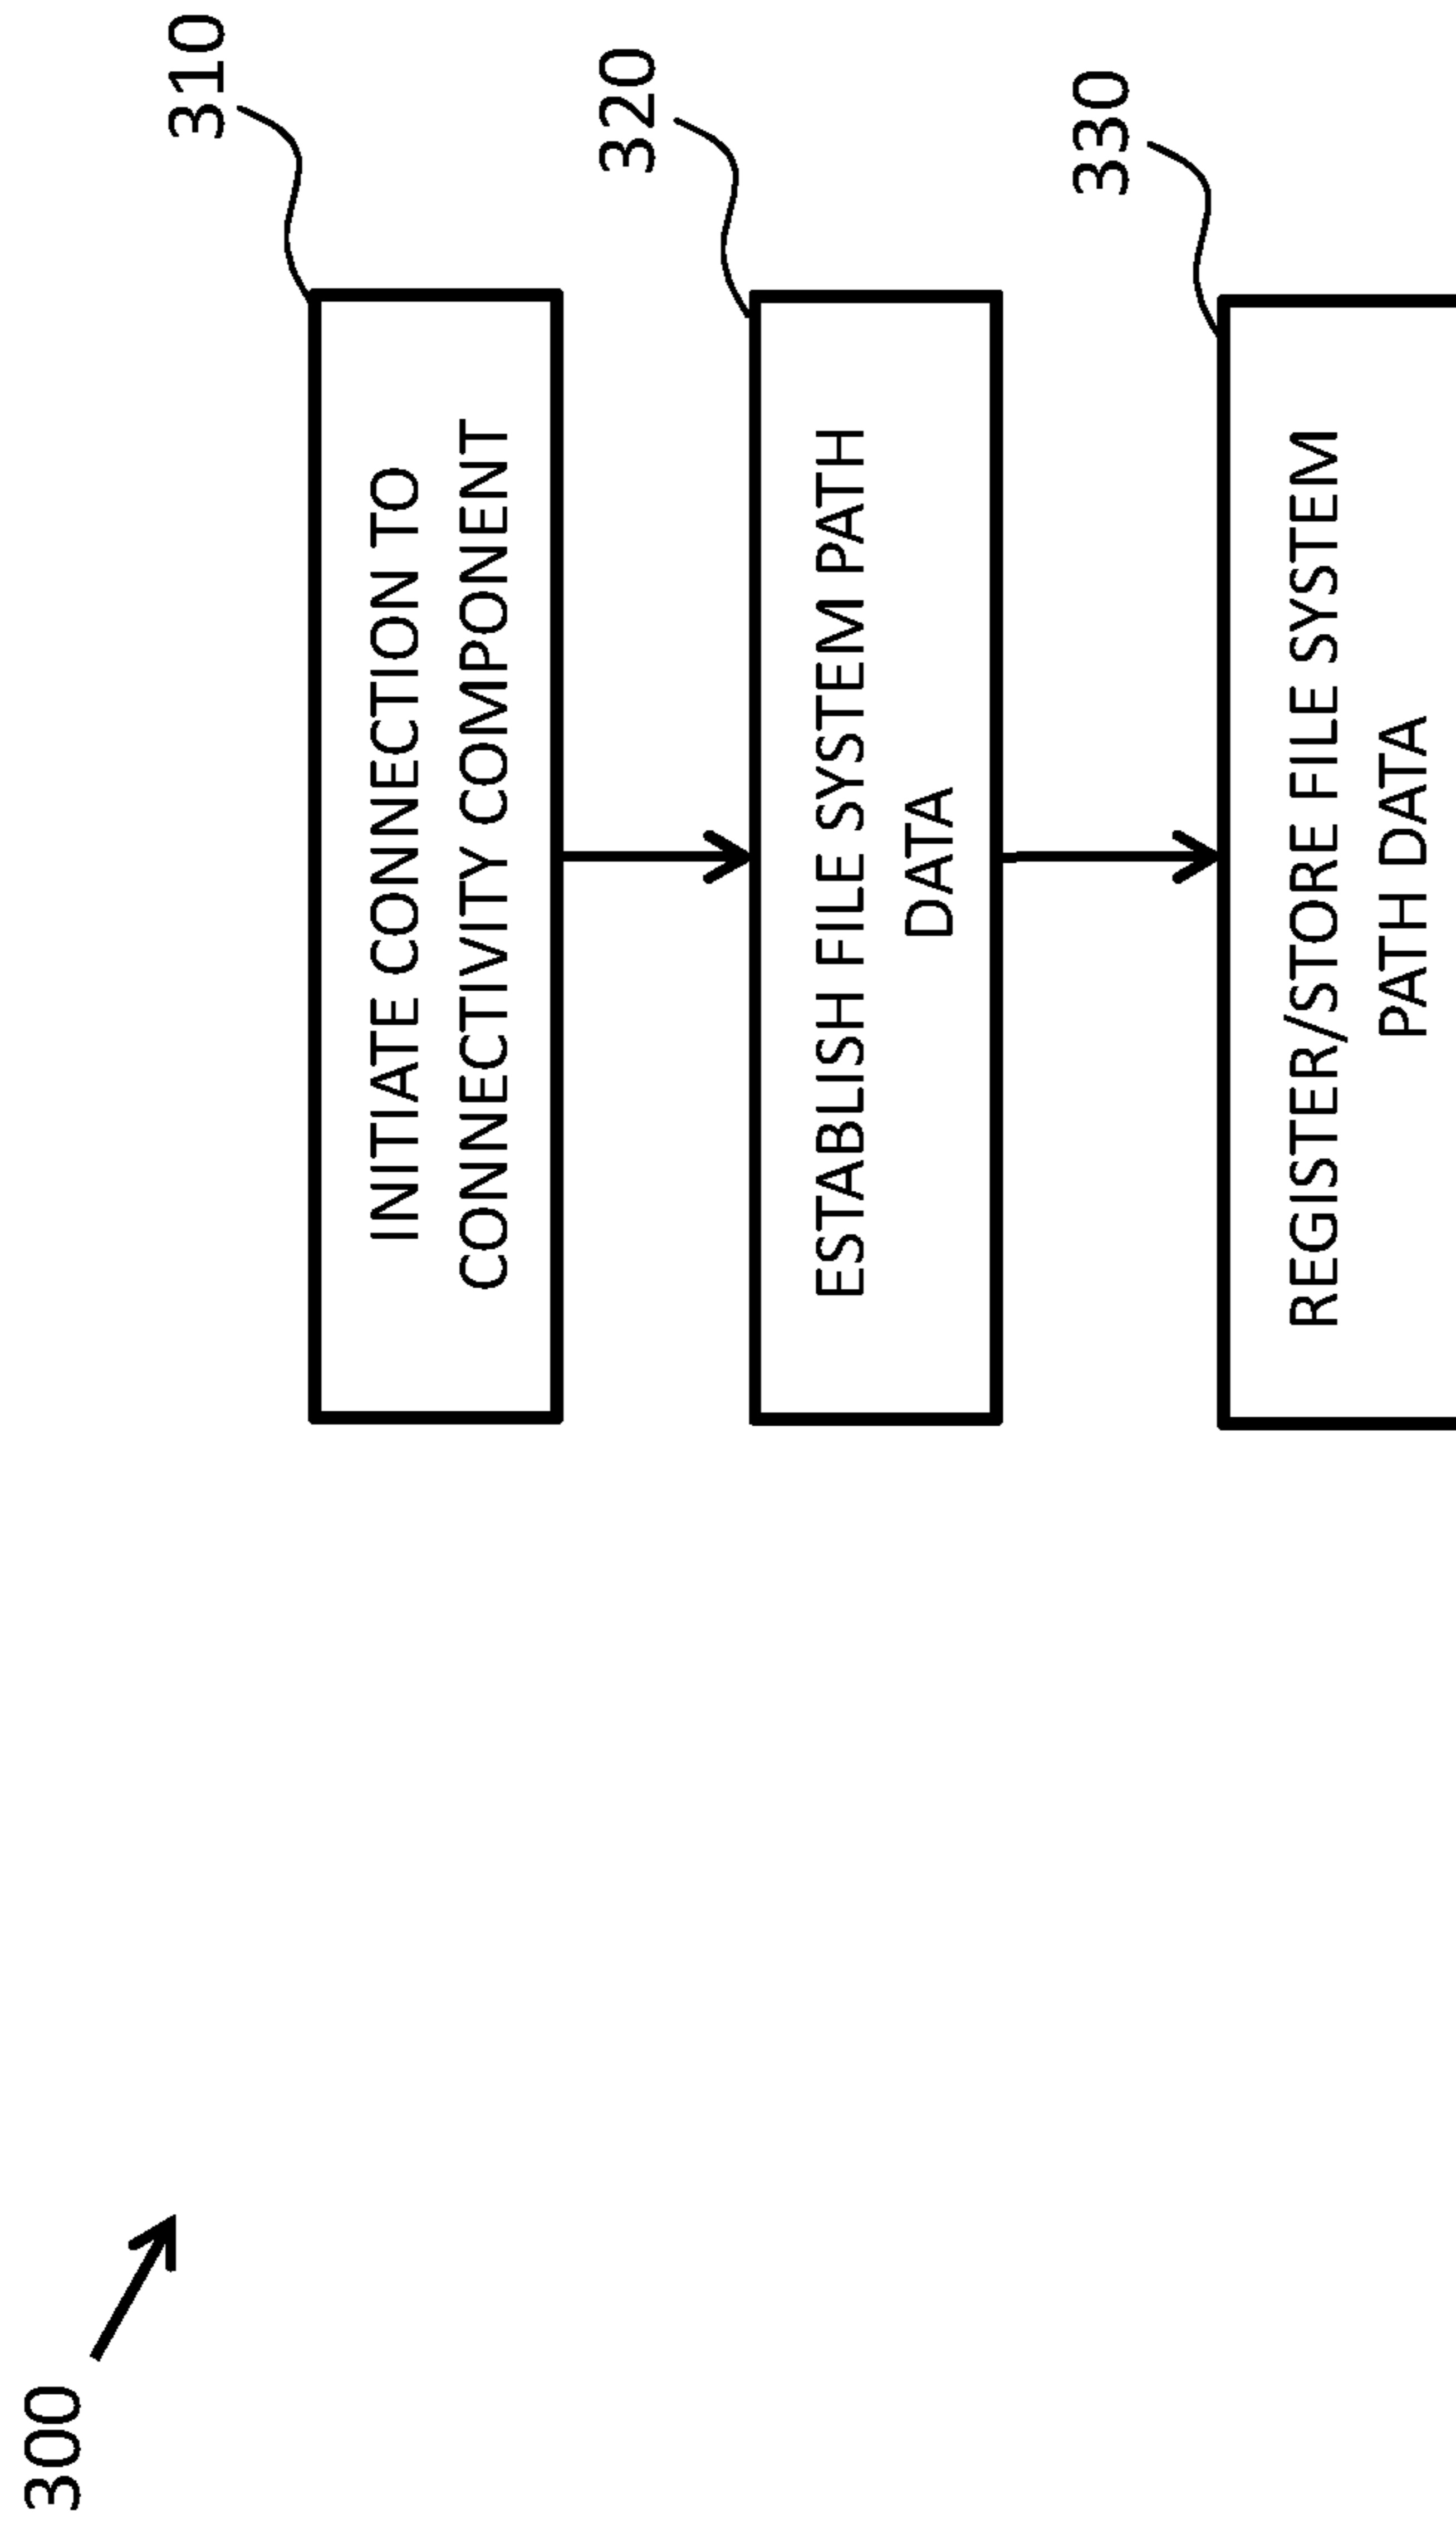 300
310
INITIATE CONNECTION TO
CONNECTIVITY COMPONENT
320
ESTABLISH FILE SYSTEM PATH
DATA
330
REGISTER/STORE FILE SYSTEM
PATH DATA